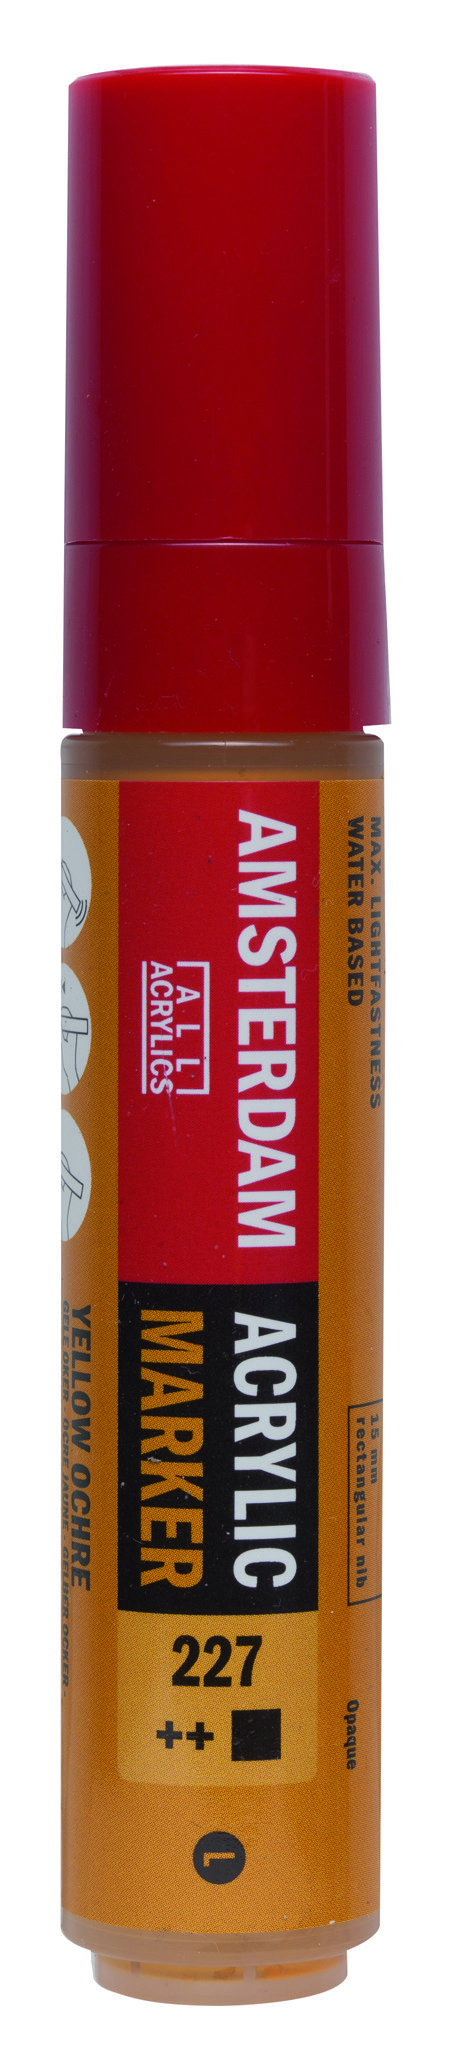 MAX. LIGHTFASTNESS
WATER BASED
AMSTERDAM
ALL
ACRYLICS
ACRYLIC
MARKER
15 mm
rectangular nib
227
++
Opaque
L
YELLOW OCHRE
GELE OKER - OCRE JAUNE - GELBER OCKER -